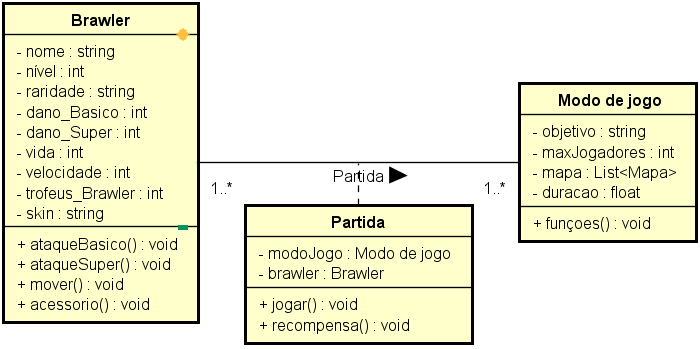 Brawler
- nome : string
- nível : int
- raridade : string
- dano_Basico : int
- dano_Super : int
- vida : int
- velocidade : int
- trofeus_Brawler : int
- skin : string
+ ataqueBasico() : void
+ ataqueSuper() : void
+ mover() : void
+ acessorio() : void
1..*
Partida
1..*
Partida
- modoJogo : Modo de jogo
- brawler : Brawler
+ jogar() : void
+ recompensa() : void
Modo de jogo
- objetivo : string
- maxJogadores : int
- mapa : List<Mapa>
- duracao : float
+ funçoes() : void